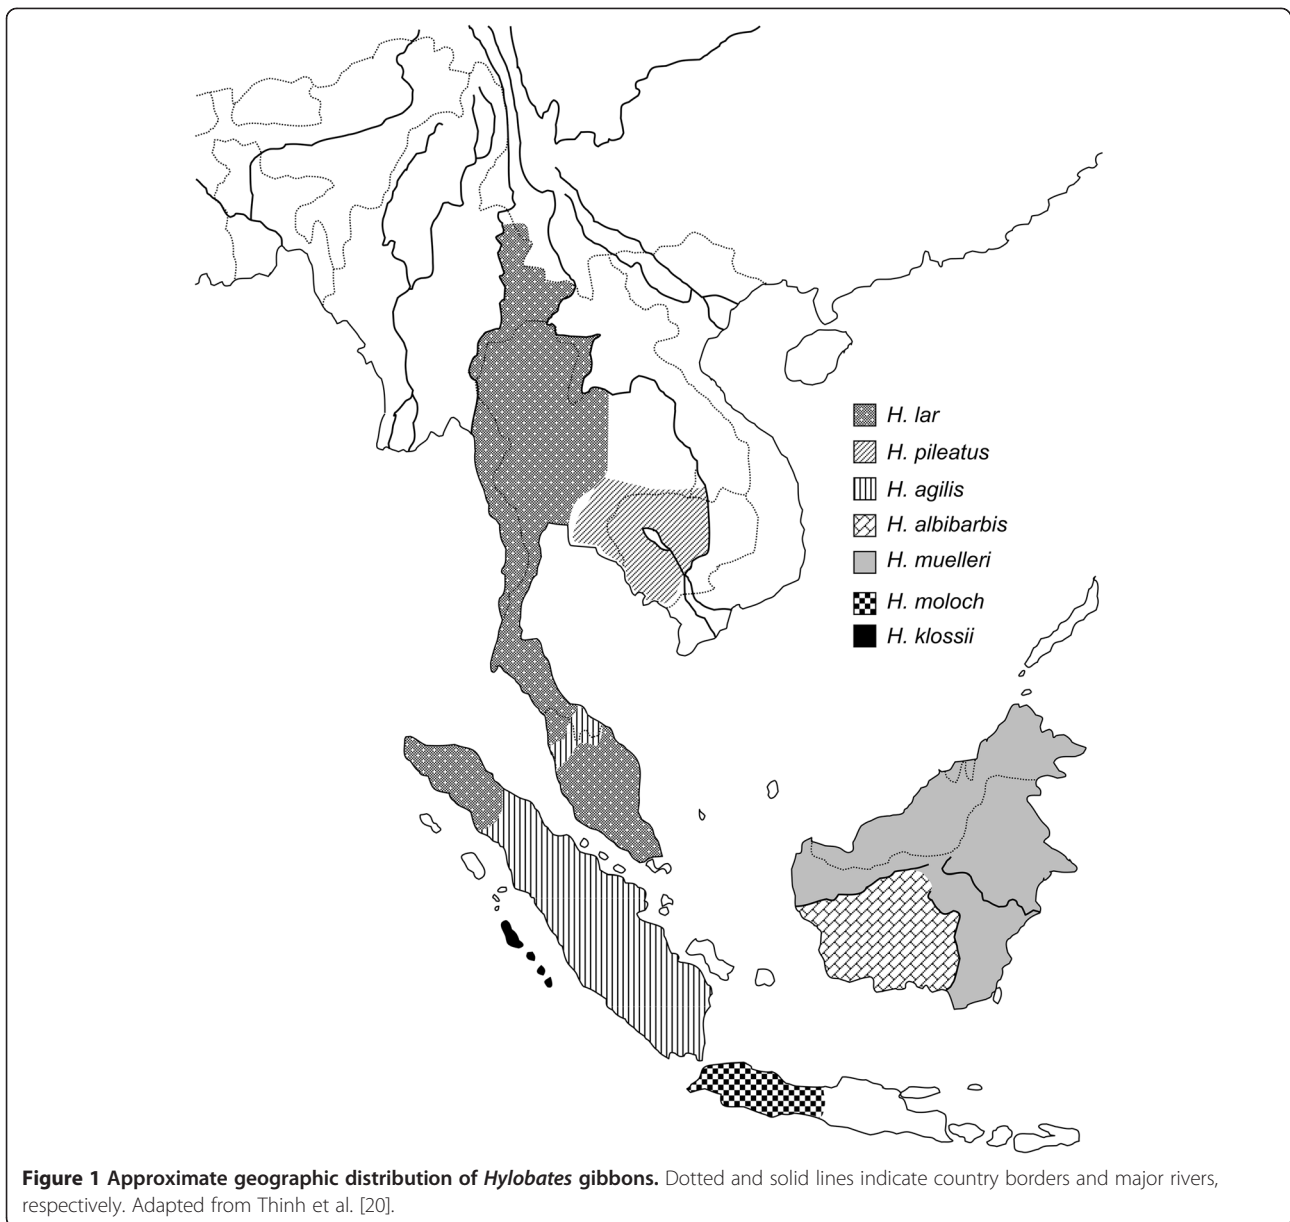 H. lar
H. pileatus
H. agilis
H. albibarbis
H. muelleri
H. moloch
H. klossii
Figure 1 Approximate geographic distribution of Hylobates gibbons. Dotted and solid lines indicate country borders and major rivers,
respectively. Adapted from Thinh et al. [20].